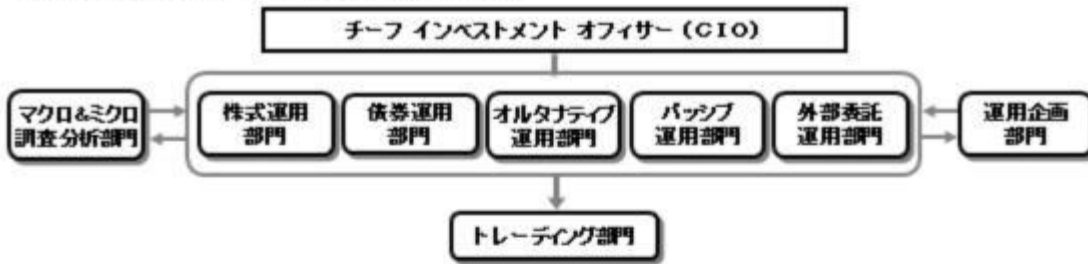 チーフ インベストメント オフィサー（CIO）
マクロ&ミクロ
調査分析部門
株式運用
部門
債券運用
部門
オルタナティブ
運用部門
パッシブ
運用部門
外部委託
運用部門
運用企画
部門
トレーディング部門